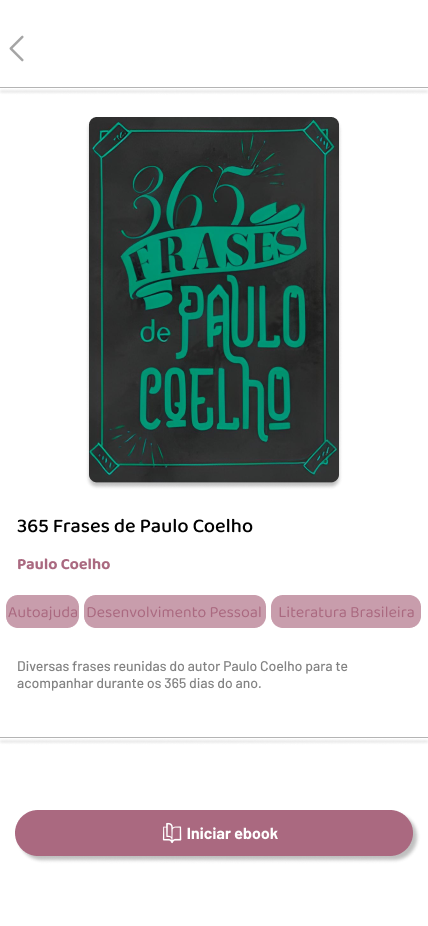 365
FRASES
de PAULO
COELHO
365 Frases de Paulo Coelho
Paulo Coelho
Autoajuda Desenvolvimento Pessoal Literatura Brasileira
Diversas frases reunidas do autor Paulo Coelho para te
acompanhar durante os 365 dias do ano.
Iniciar ebook